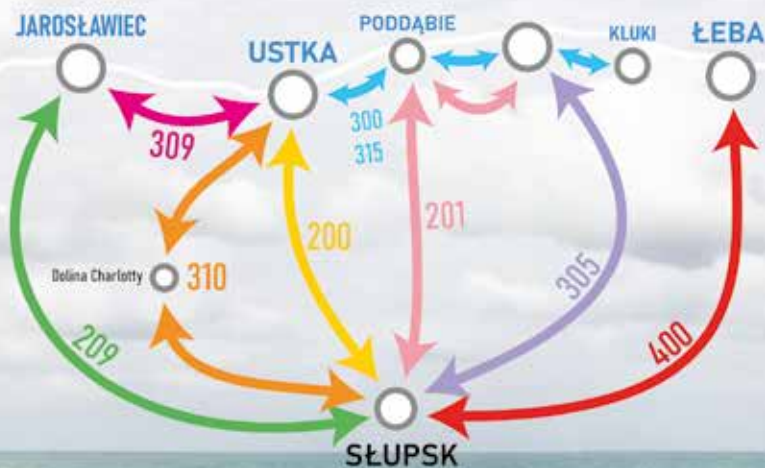 JAROSŁAWIEC
USTKA
PODDĄBIE
KLUKI
ŁEBA
309
300
315
201
200
Dolina Charlotty
310
305
209
400
SŁUPSK